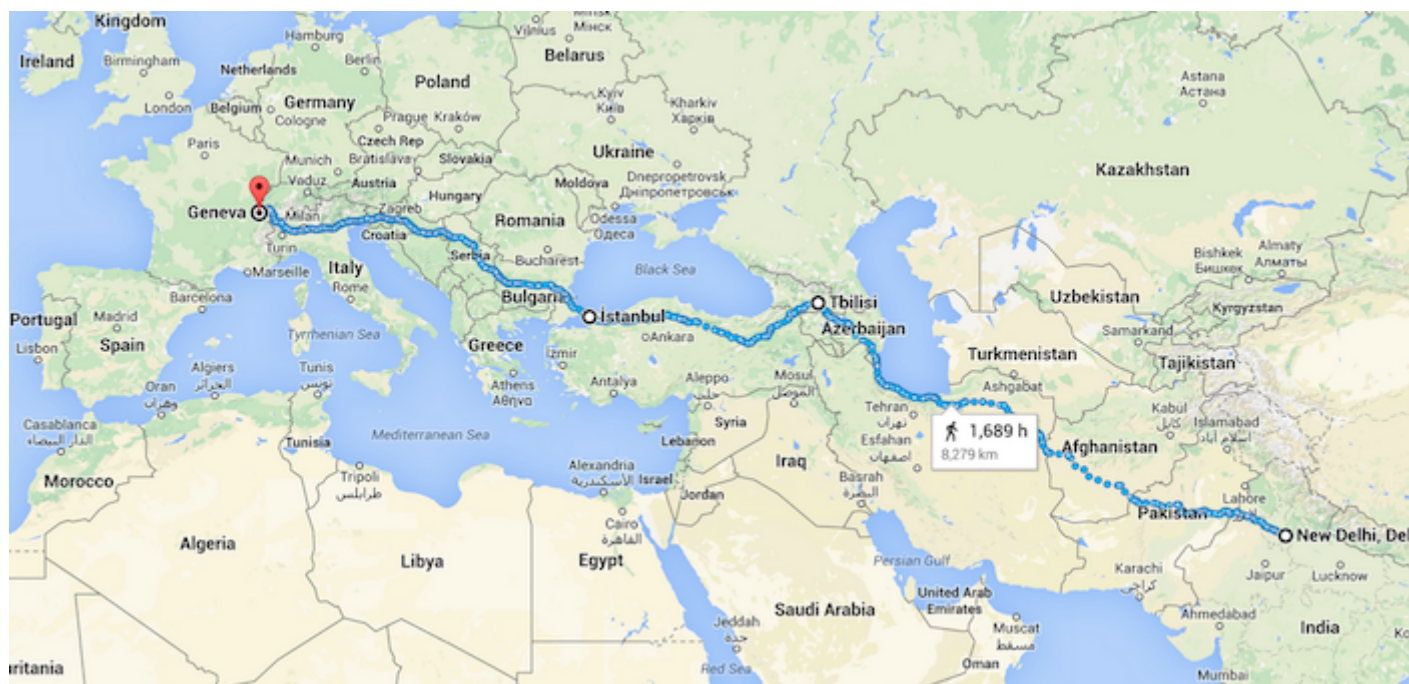 Kingdom
Ireland
Birmingham
London
Hamburg
Berlin
Netherlands
Belgium
Cologne
Germany
Poland
Vilnius
Минск
Belarus
Paris
Prague
Kraków
Czech Rep
Kyiv
Київ
Kharkiv
Харків
Astana
Астана
Munich
Vaduz
Bratislava
Slovakia
Austria
Ukraine
Dnepropetrovsk
Дніпропетровськ
Kazakhstan
Geneva
Milan
Zagreb
Hungary
Moldova
Romania
Odessa
Одеса
Turin
Croatia
Serbia
Bucharest
Black Sea
Bishkek
Бишкек
Almaty
Алматы
Marseille
Italy
Rome
Bulgaria
İstanbul
Tbilisi
Azerbaijan
Uzbekistan
Kyrgyzstan
Portugal
Madrid
Spain
Lisbon
Barcelona
Tyrrhenian Sea
Greece
Ankara
İzmir
Athens
Αθήνα
Antalya
Samarkand
Tajikistan
Turkmenistan
Ashgabat
Algiers
الجزائر
Oran
وهران
Tunis
تونس
Aleppo
حلب
Mosul
الموصل
Tehran
تهران
1,689 h
8,279 km
Kabul
کابل
Islamabad
اسلام آباد
Casablanca
الدار البيضاء
Morocco
Tunisia
Mediterranean Sea
Syria
Lebanon
Esfahan
اصفهان
Afghanistan
Tripoli
طرابلس
Alexandria
الأسكندرية
Israel
Iraq
Jordan
Basrah
البصرة
Lahore
Pakistan
New Delhi, Del
Cairo
القاهرة
Algeria
Libya
Egypt
Persian Gulf
Karachi
کراچی
Jaipur
Lucknow
United Arab
Emirates
Saudi Arabia
Jeddah
جدة
Muscat
مسقط
Ahmedabad
India
Red Sea
Oman
Mumbai
ritania